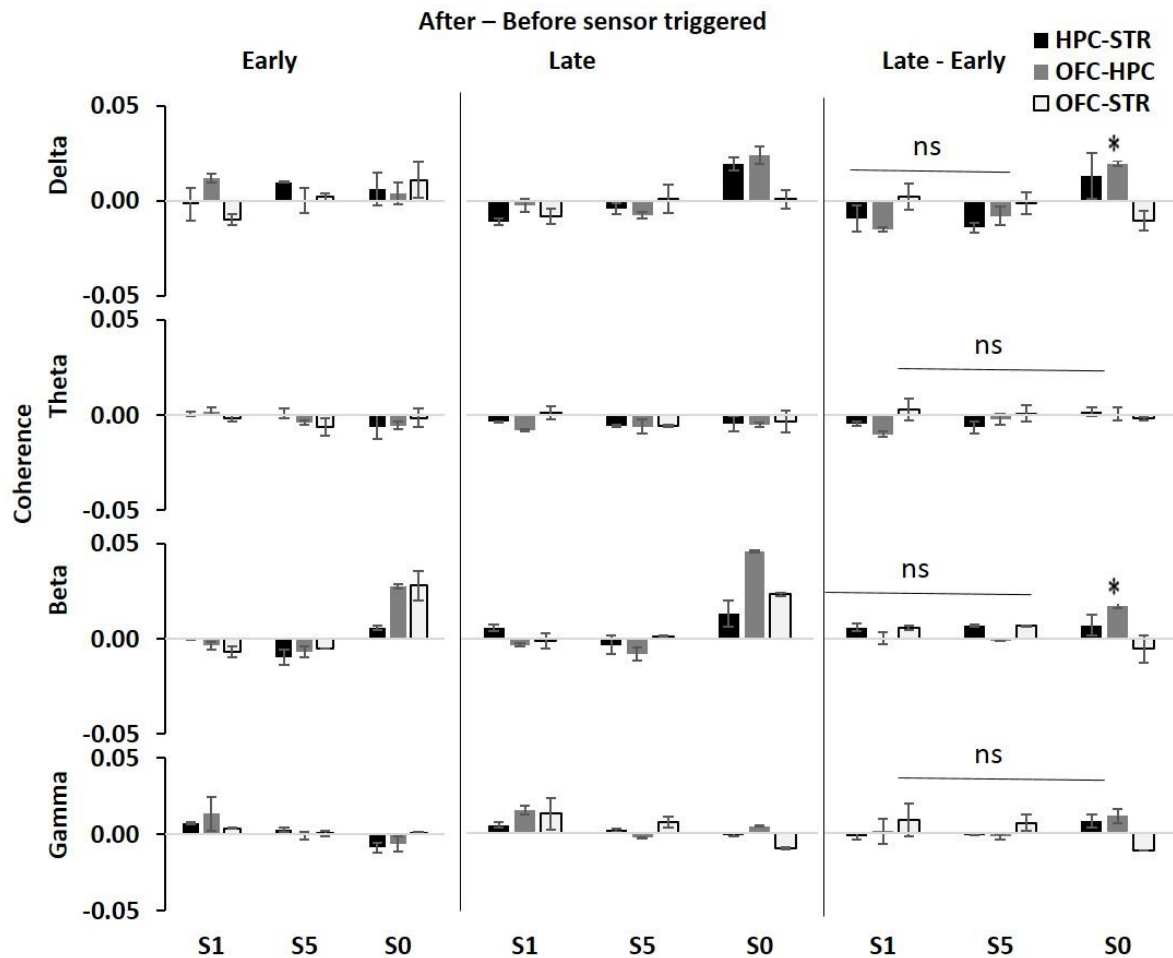 After – Before sensor triggered
Early
Late
Late - Early
HPC-STR
OFC-HPC
OFC-STR
Coherence
Delta
0.05
0.00
-0.05
ns
*
Theta
0.05
0.00
-0.05
ns
Beta
0.05
0.00
-0.05
ns
*
Gamma
0.05
0.00
-0.05
ns
S1 S5 S0 S1 S5 S0 S1 S5 S0